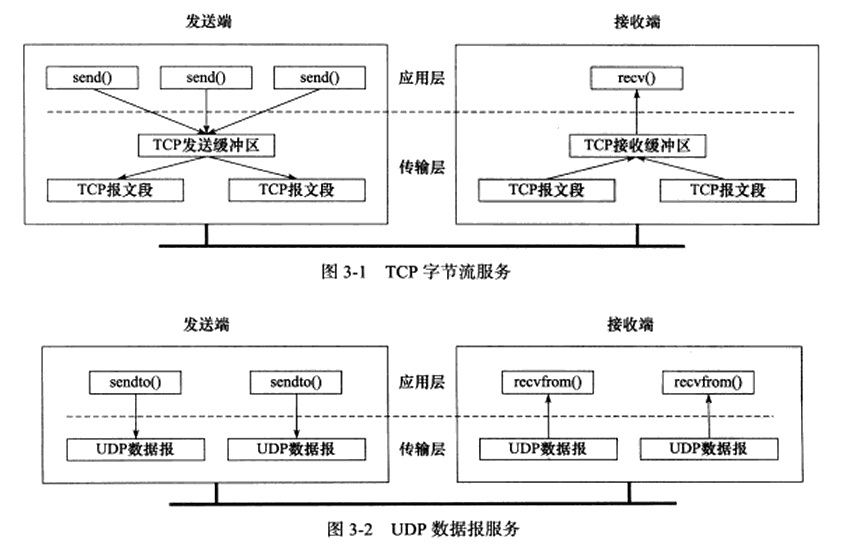 发送端 接收端
send() send() send() 应用层 recv()
TCP发送缓冲区 TCP接收缓冲区
传输层
TCP报文段 TCP报文段 TCP报文段 TCP报文段
图 3-1 TCP 字节流服务
发送端 接收端
sendto() sendto() 应用层 recvfrom() recvfrom()
UDP数据报 UDP数据报 传输层 UDP数据报 UDP数据报
图 3-2 UDP 数据报服务